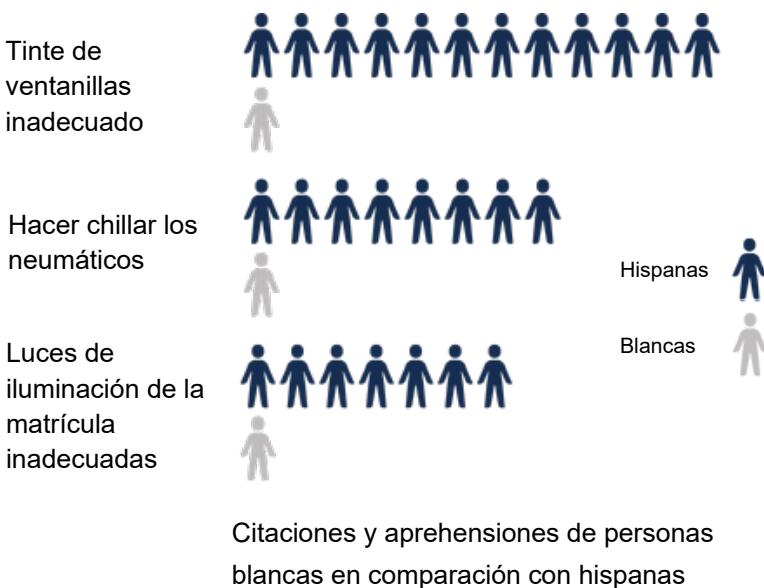 Tinte de
ventanillas
inadecuado
Hacer chillar los
neumáticos
Hispanas
Blancas
Luces de
iluminación de la
matrícula
inadecuadas
Citaciones y aprehensiones de personas
blancas en comparación con hispanas